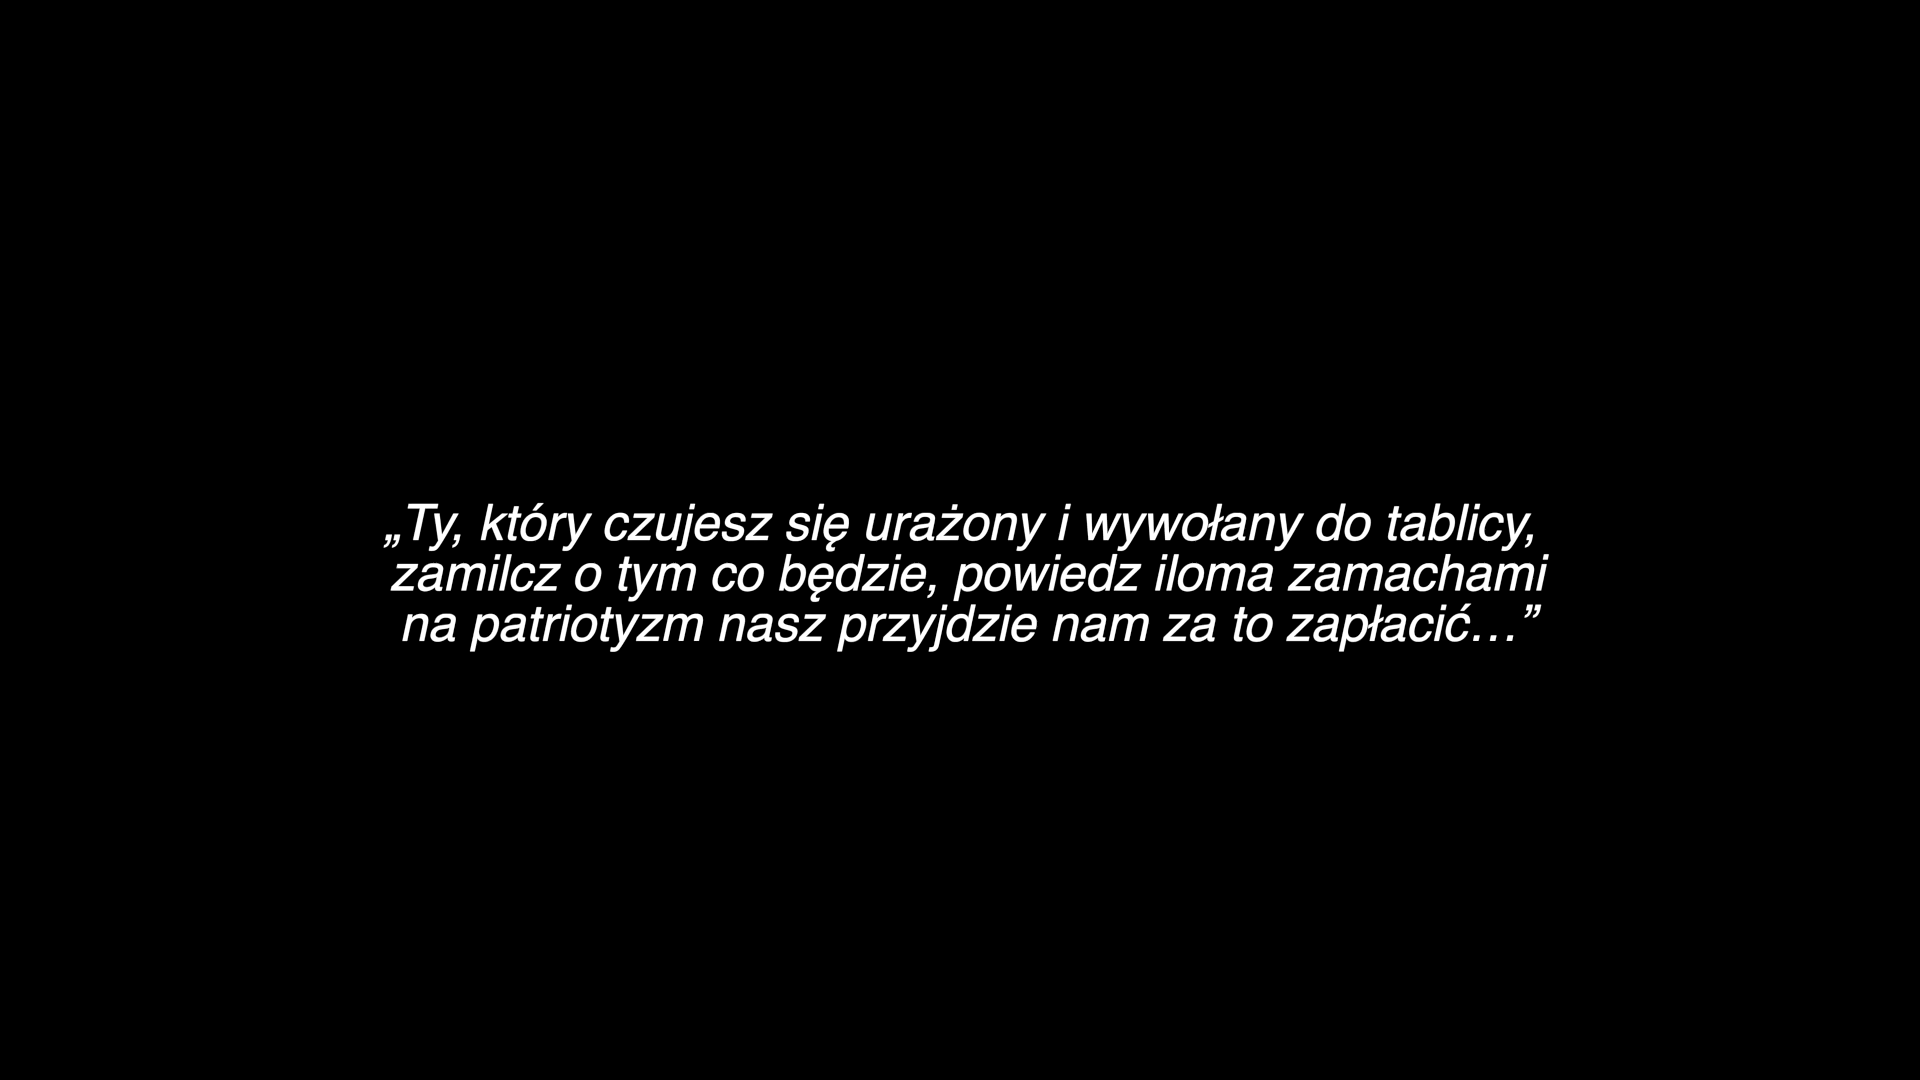 „Ty, który czujesz się urażony i wywołany do tablicy,
zamilcz o tym co będzie, powiedz iloma zamachami
na patriotyzm nasz przyjdzie nam za to zapłacić…”